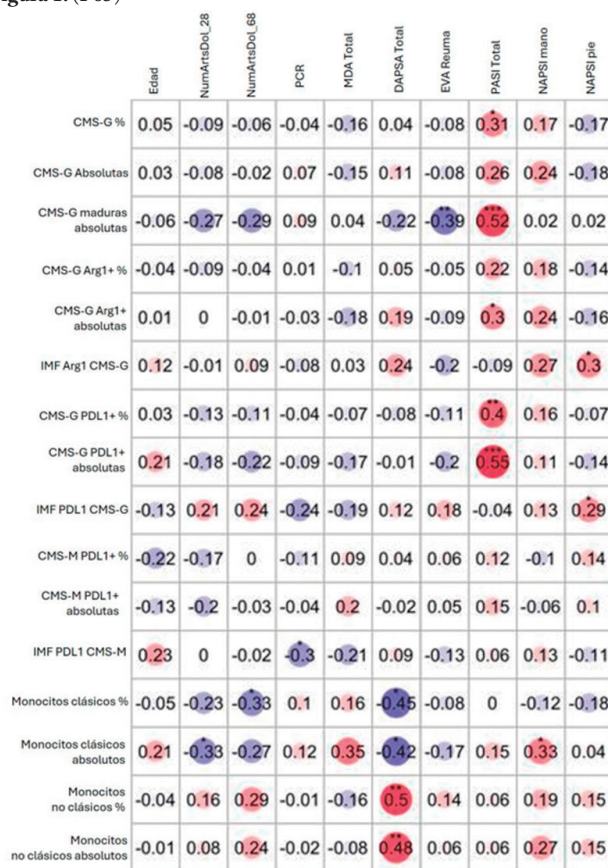 Edad NumArtsDol_28 NumArtsDol_68 PCR MDA Total DAPSA Total EVA Reuma PASI Total NAPSI mano NAPSI pie
CMS-G % 0.05 -0.09 -0.06 -0.04 -0.16 0.04 -0.08 0.31* 0.17 -0.17
CMS-G Absolutas 0.03 -0.08 -0.02 0.07 -0.15 0.11 -0.08 0.26 0.24 -0.18
CMS-G maduras
absolutas -0.06 -0.27 -0.29 0.09 0.04 -0.22 -0.39** 0.52*** 0.02 0.02
CMS-G Arg1+ % -0.04 -0.09 -0.04 0.01 -0.1 0.05 -0.05 0.22 0.18 -0.14
CMS-G Arg1+
absolutas 0.01 0 -0.01 -0.03 -0.18 0.19 -0.09 0.3* 0.24 -0.16
IMF Arg1 CMS-G 0.12 -0.01 0.09 -0.08 0.03 0.24 -0.2 -0.09 0.27 0.3*
CMS-G PDL1+ % 0.03 -0.13 -0.11 -0.04 -0.07 -0.08 -0.11 0.4** 0.16 -0.07
CMS-G PDL1+
absolutas 0.21 -0.18 -0.22 -0.09 -0.17 -0.01 -0.2 0.55*** 0.11 -0.14
IMF PDL1 CMS-G -0.13 0.21 0.24 -0.24 -0.19 0.12 0.18 -0.04 0.13 0.29*
CMS-M PDL1+ % -0.22 -0.17 0 -0.11 0.09 0.04 0.06 0.12 -0.1 0.14
CMS-M PDL1+
absolutas -0.13 -0.2 -0.03 -0.04 0.2 -0.02 0.05 0.15 -0.06 0.1
IMF PDL1 CMS-M 0.23 0 -0.02 -0.3* -0.21 0.09 -0.13 0.06 0.13 -0.11
Monocitos clásicos % -0.05 -0.23 -0.33* 0.1 0.16 -0.45* -0.08 0 -0.12 -0.18
Monocitos clásicos
absolutos 0.21 -0.33* -0.27 0.12 0.35 -0.42* -0.17 0.15 0.33* 0.04
Monocitos
no clásicos % -0.04 0.16 0.29 -0.01 -0.16 0.5** 0.14 0.06 0.19 0.15
Monocitos
no clásicos absolutos -0.01 0.08 0.24 -0.02 -0.08 0.48** 0.06 0.06 0.27 0.15